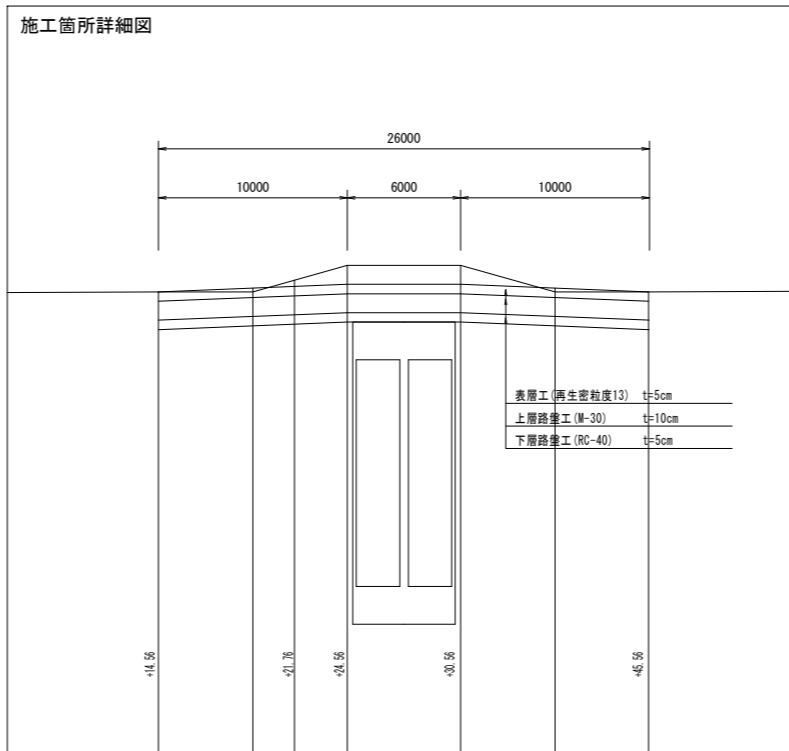 施工箇所詳細図
26000
10000
6000
10000
表層工(再生密粒度13) t=5cm
上層路盤工(M-30) t=10cm
下層路盤工(RC-40) t=5cm
+14.56
+21.76
+24.56
+30.56
+45.56